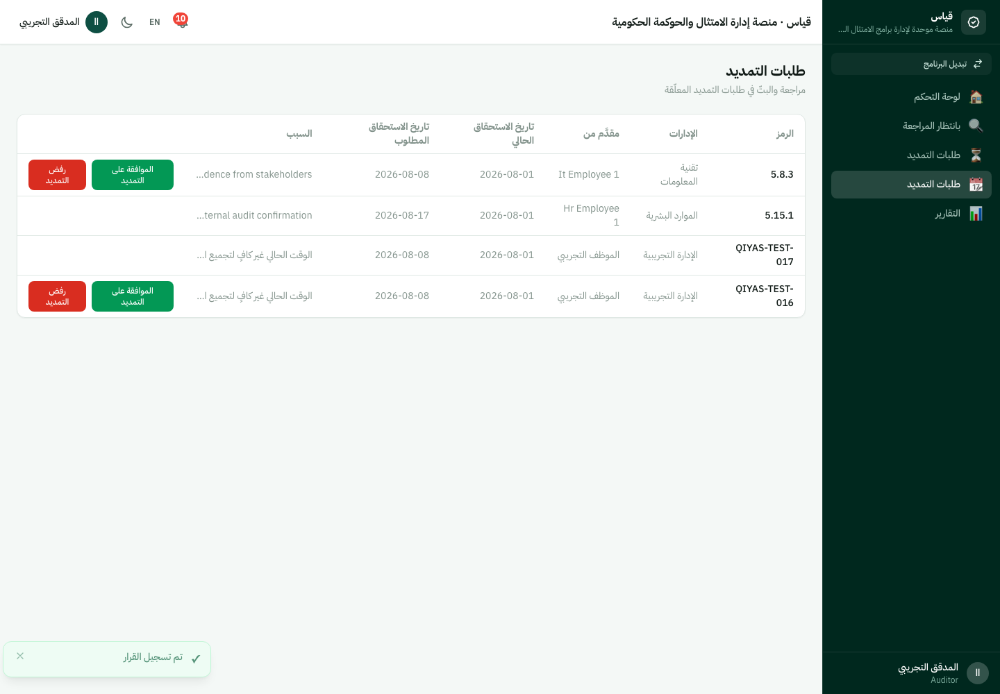 قياس
منصة موحدة لإدارة برامج الامتثال الـ...
تبديل البرنامج
لوحة التحكم
بانتظار المراجعة
طلبات التمديد
طلبات التمديد
التقارير
المدقق التجريبي
Auditor
قياس · منصة إدارة الامتثال والحوكمة الحكومية
10
EN
اا
المدقق التجريبي
طلبات التمديد
مراجعة والبتّ في طلبات التمديد المعلّقة
الرمز الإدارات مقدَّم من تاريخ الاستحقاق الحالي تاريخ الاستحقاق المطلوب السبب
5.8.3 تقنية المعلومات It Employee 1 2026-08-01 2026-08-08 ...dence from stakeholders الموافقة على التمديد رفض التمديد
5.15.1 الموارد البشرية Hr Employee 1 2026-08-01 2026-08-17 ...ternal audit confirmation
QIYAS-TEST-017 الإدارة التجريبية الموظف التجريبي 2026-08-01 2026-08-08 الوقت الحالي غير كافٍ لتجميع ا...
QIYAS-TEST-016 الإدارة التجريبية الموظف التجريبي 2026-08-01 2026-08-08 الوقت الحالي غير كافٍ لتجميع ا... الموافقة على التمديد رفض التمديد
تم تسجيل القرار
اا